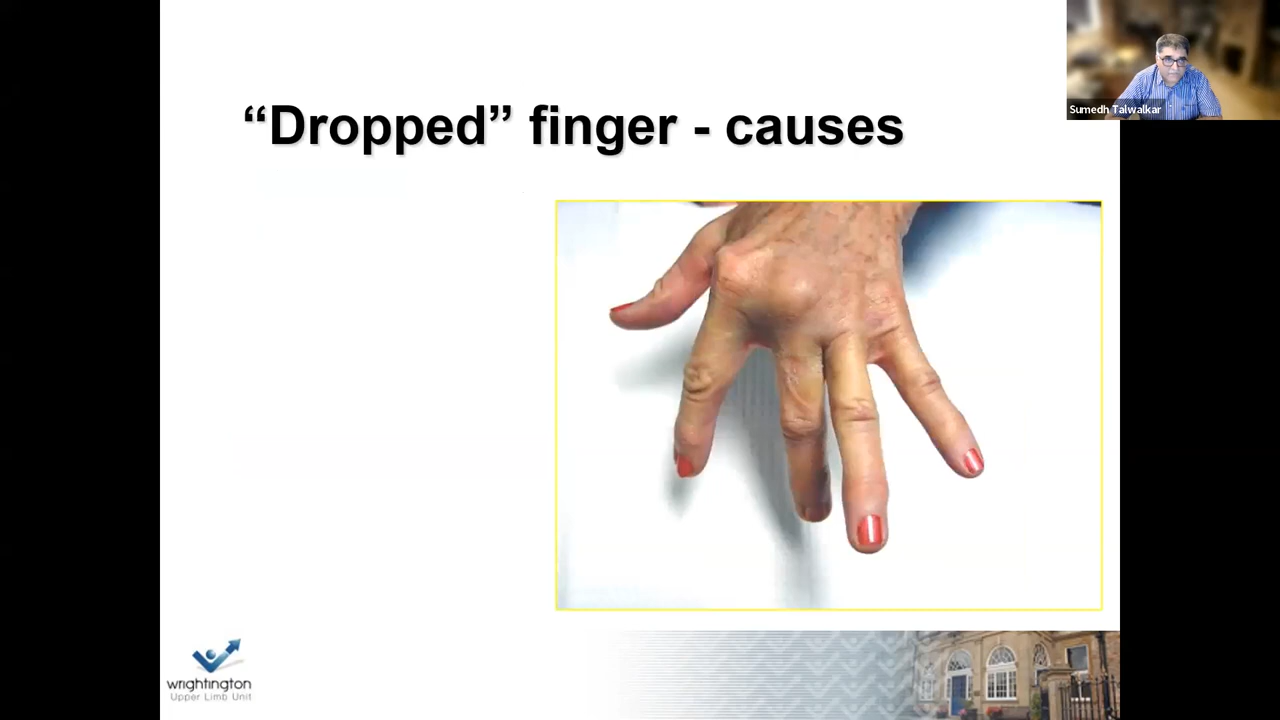 Sumedh Talwalkar
“Dropped” finger - causes
wrightington
Upper Limb Unit